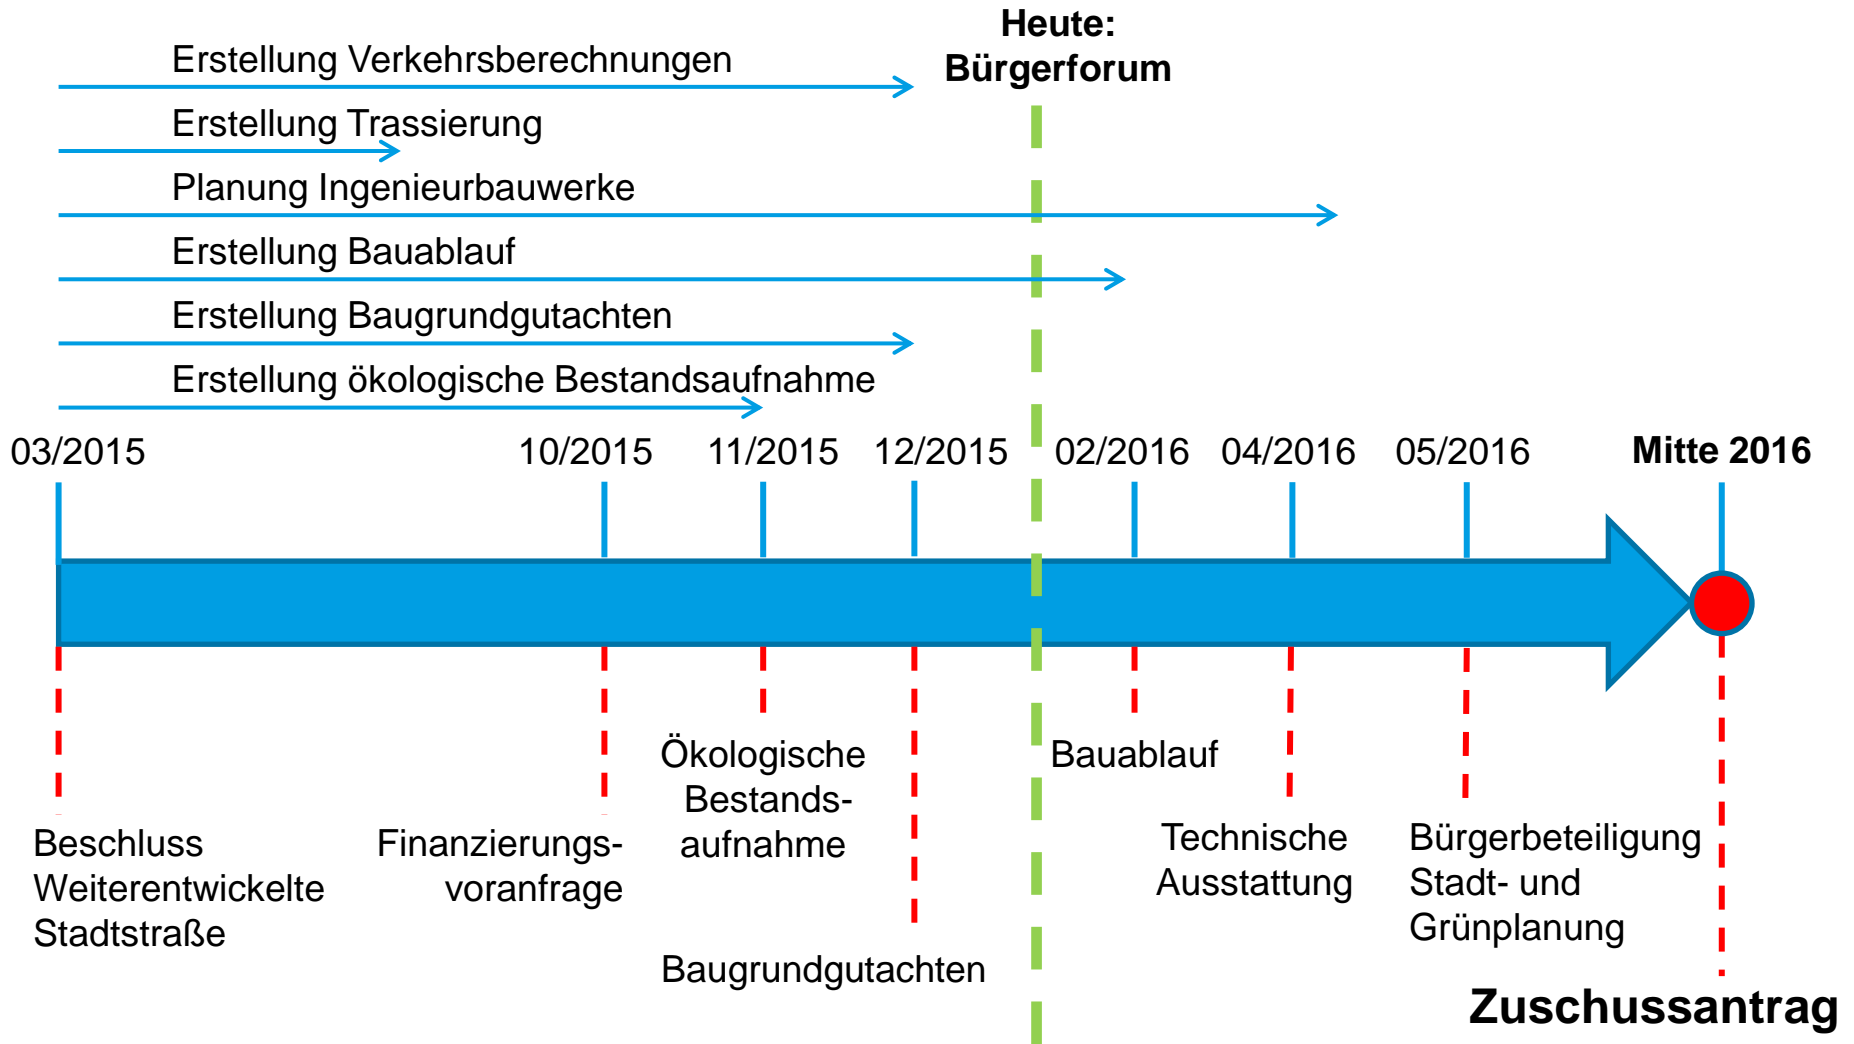 Heute:
Bürgerforum
Erstellung Verkehrsberechnungen
Erstellung Trassierung
Planung Ingenieurbauwerke
Erstellung Bauablauf
Erstellung Baugrundgutachten
Erstellung ökologische Bestandsaufnahme
03/2015
10/2015
11/2015
12/2015
02/2016
04/2016
05/2016
Mitte 2016
Beschluss
Weiterentwickelte
Stadtstraße
Finanzierungs-
voranfrage
Ökologische
Bestands-
aufnahme
Baugrundgutachten
Bauablauf
Technische
Ausstattung
Bürgerbeteiligung
Stadt- und
Grünplanung
Zuschussantrag